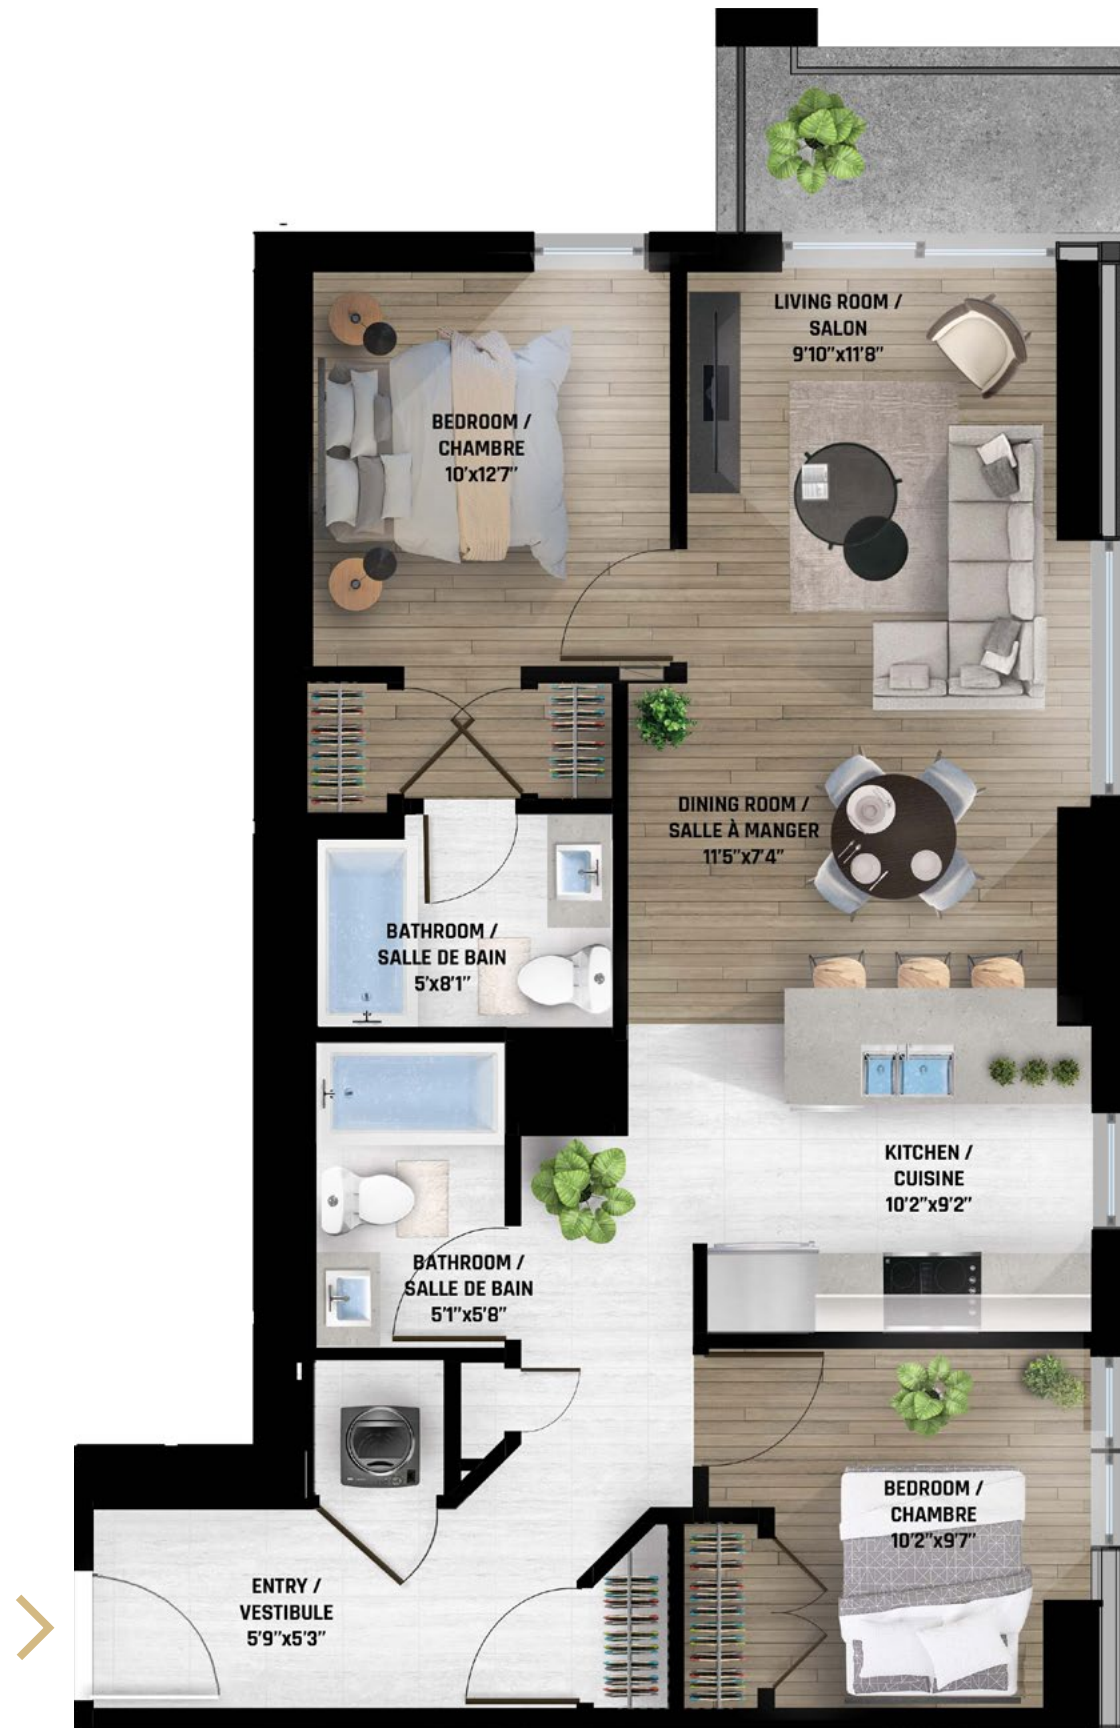 LIVING ROOM /
SALON
9'10"x11'8"
BEDROOM /
CHAMBRE
10'x12'7"
DINING ROOM /
SALLE À MANGER
11'5"x7'4"
BATHROOM /
SALLE DE BAIN
5'x8'1"
KITCHEN /
CUISINE
10'2"x9'2"
BATHROOM /
SALLE DE BAIN
5'1"x5'8"
BEDROOM /
CHAMBRE
10'2"x9'7"
ENTRY /
VESTIBULE
5'9"x5'3"